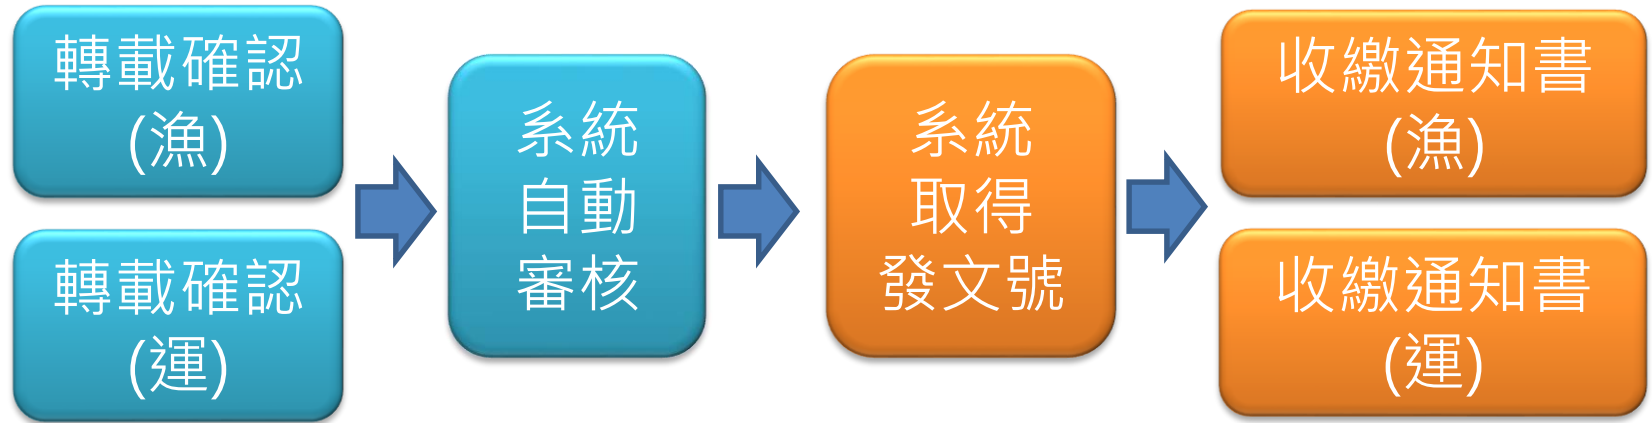 轉載確認
(漁)
轉載確認
(運)
系統
自動
審核
系統
取得
發文號
收繳通知書
(漁)
收繳通知書
(運)